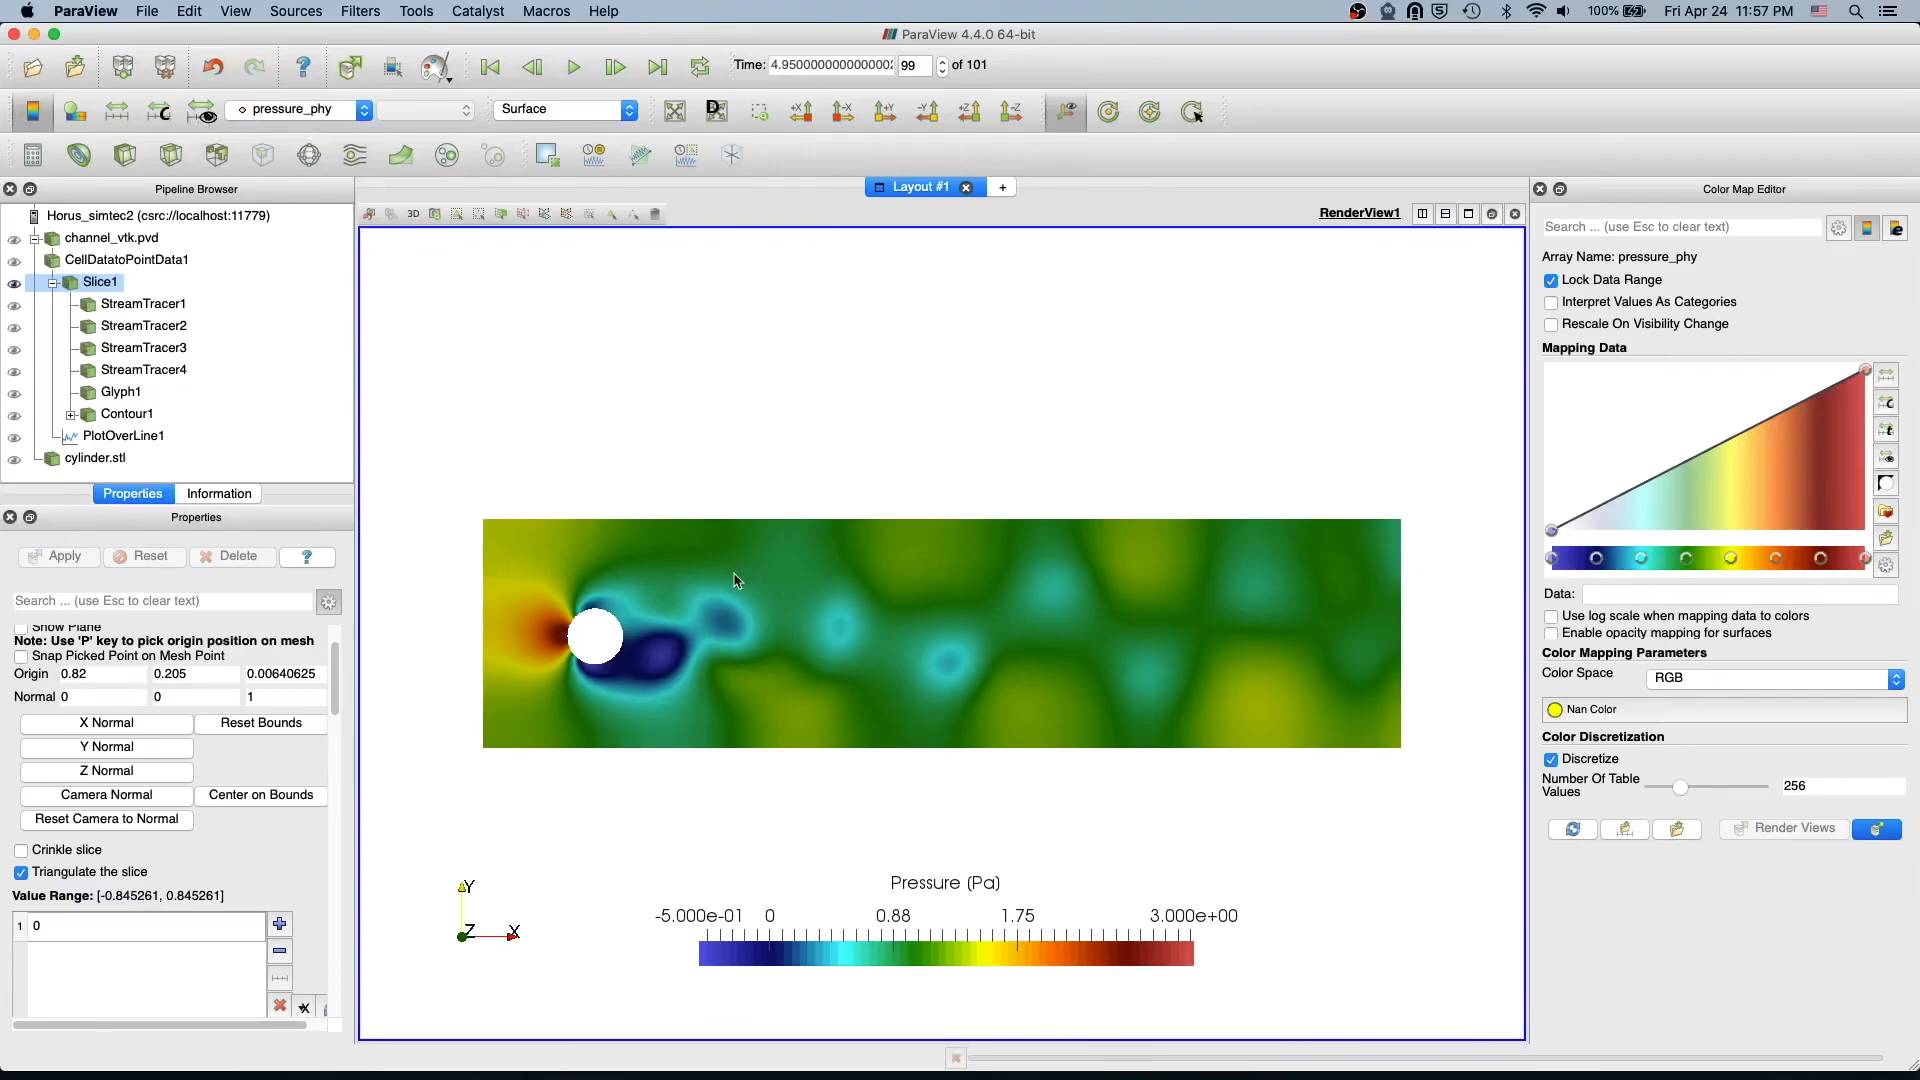 ParaView File Edit View Sources Filters Tools Catalyst Macros Help 100% Fri Apr 24 11:57 PM
ParaView 4.4.0 64-bit
Time: 4.9500000000000002 99 of 101
pressure_phy Surface
Pipeline Browser
Horus_simtec2 (csrc://localhost:11779)
channel_vtk.pvd
CellDatatoPointData1
Slice1
StreamTracer1
StreamTracer2
StreamTracer3
StreamTracer4
Glyph1
Contour1
PlotOverLine1
cylinder.stl
Properties Information
Properties
Apply Reset Delete ?
Search ... (use Esc to clear text)
Show Plane
Note: Use 'P' key to pick origin position on mesh
Snap Picked Point on Mesh Point
Origin 0.82 0.205 0.00640625
Normal 0 0 1
X Normal Reset Bounds
Y Normal
Z Normal
Camera Normal Center on Bounds
Reset Camera to Normal
Crinkle slice
Triangulate the slice
Value Range: [-0.845261, 0.845261]
1 0
Layout #1 +
3D RenderView1
Y
Z X
Pressure (Pa)
-5.000e-01 0 0.88 1.75 3.000e+00
Color Map Editor
Search ... (use Esc to clear text)
Array Name: pressure_phy
Lock Data Range
Interpret Values As Categories
Rescale On Visibility Change
Mapping Data
Data:
Use log scale when mapping data to colors
Enable opacity mapping for surfaces
Color Mapping Parameters
Color Space RGB
Nan Color
Color Discretization
Discretize
Number Of Table
Values 256
Render Views